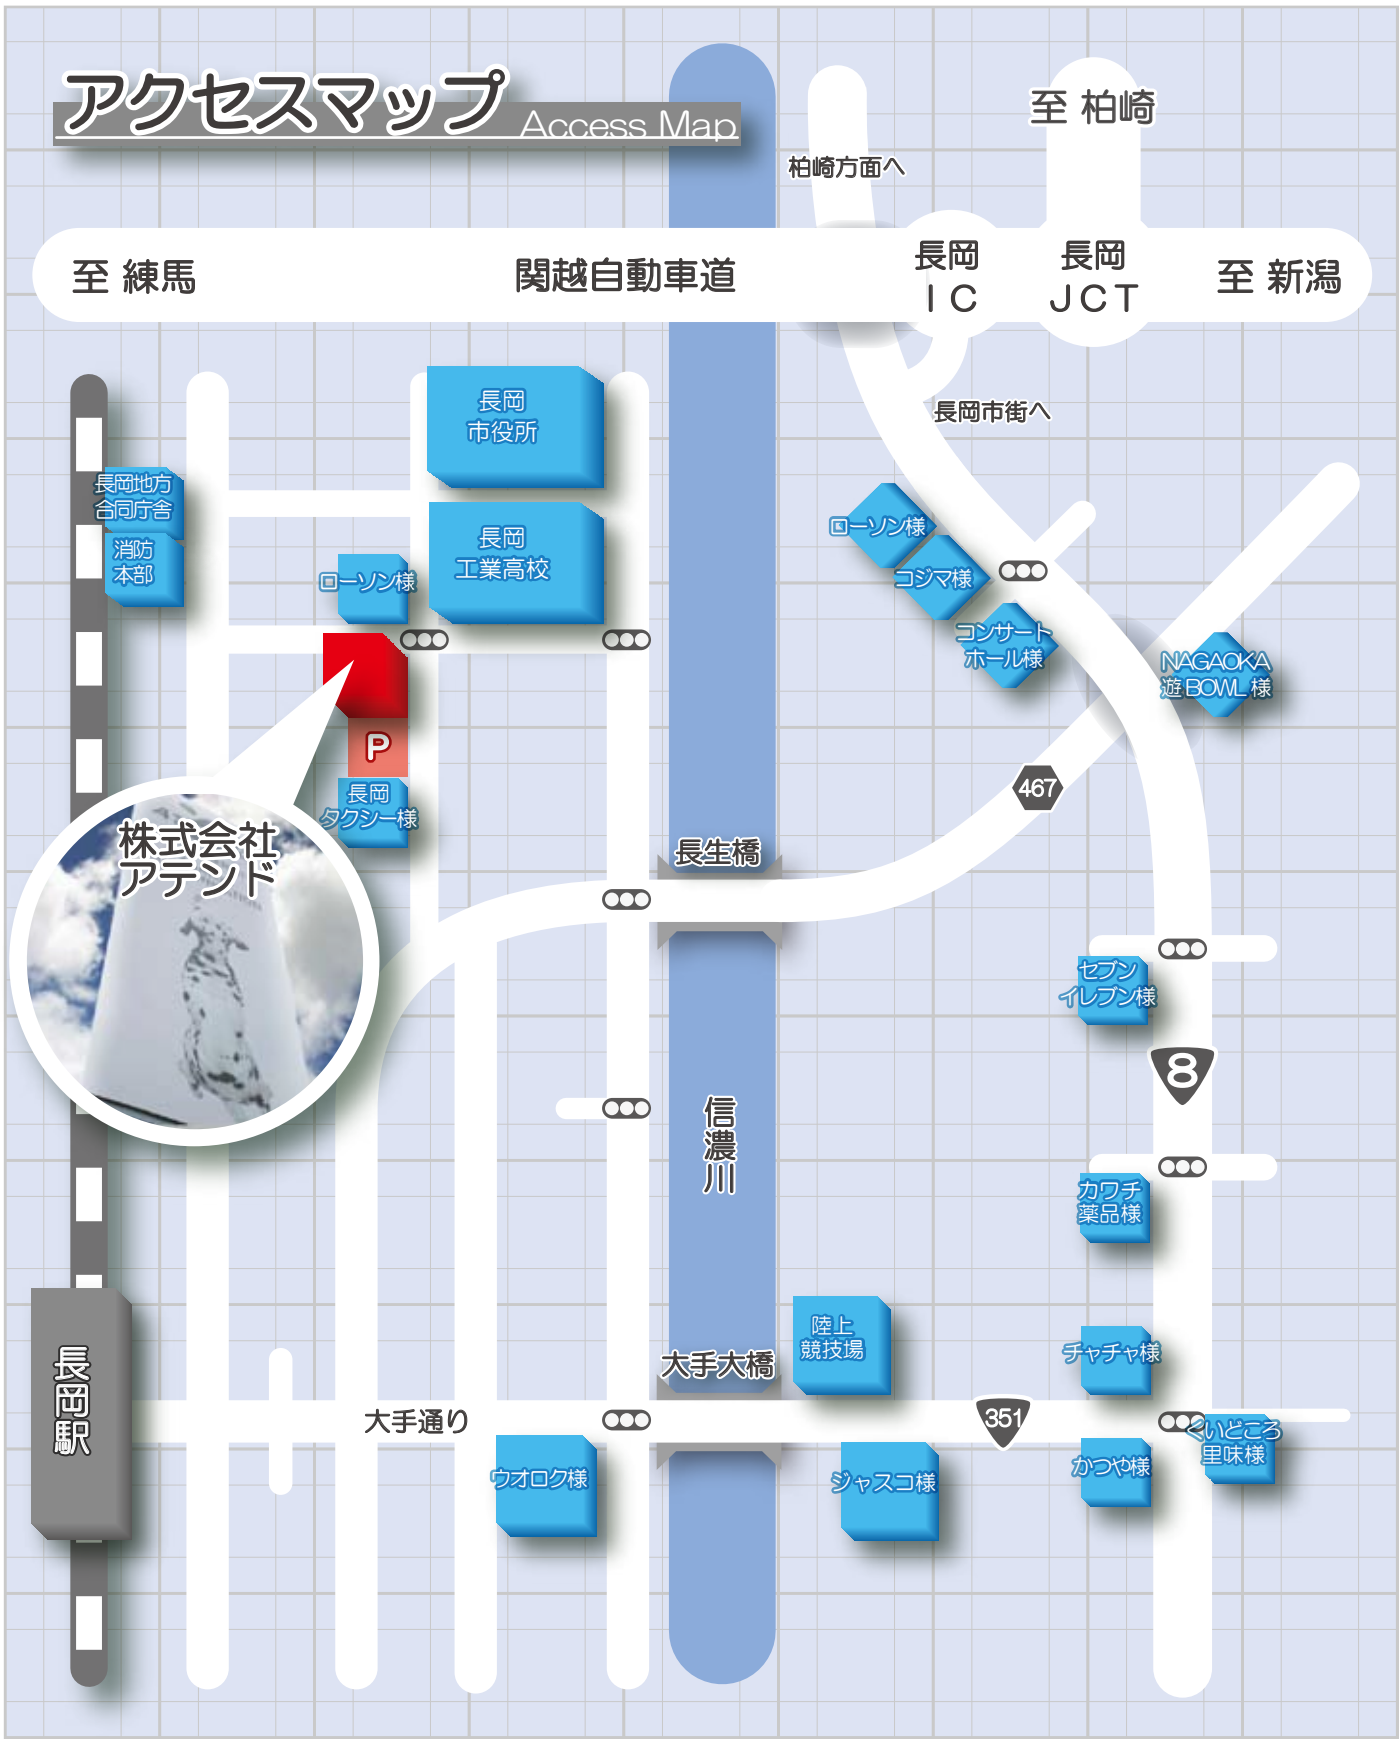 アクセスマップ
Access Map
至 柏崎
柏崎方面へ
至 練馬
関越自動車道
長岡
IC
長岡
JCT
至 新潟
長岡市街へ
長岡
市役所
長岡地方
合同庁舎
消防
本部
長岡
工業高校
ローソン様
ローソン様
コジマ様
コンサート
ホール様
NAGAOKA
遊BOWL様
P
長岡
タクシー様
467
株式会社
アテンド
長生橋
セブン
イレブン様
8
信濃川
カワチ
薬品様
陸上
競技場
チャチャ様
長岡駅
大手大橋
大手通り
351
くいどころ
里味様
ウオロク様
ジャスコ様
かつや様